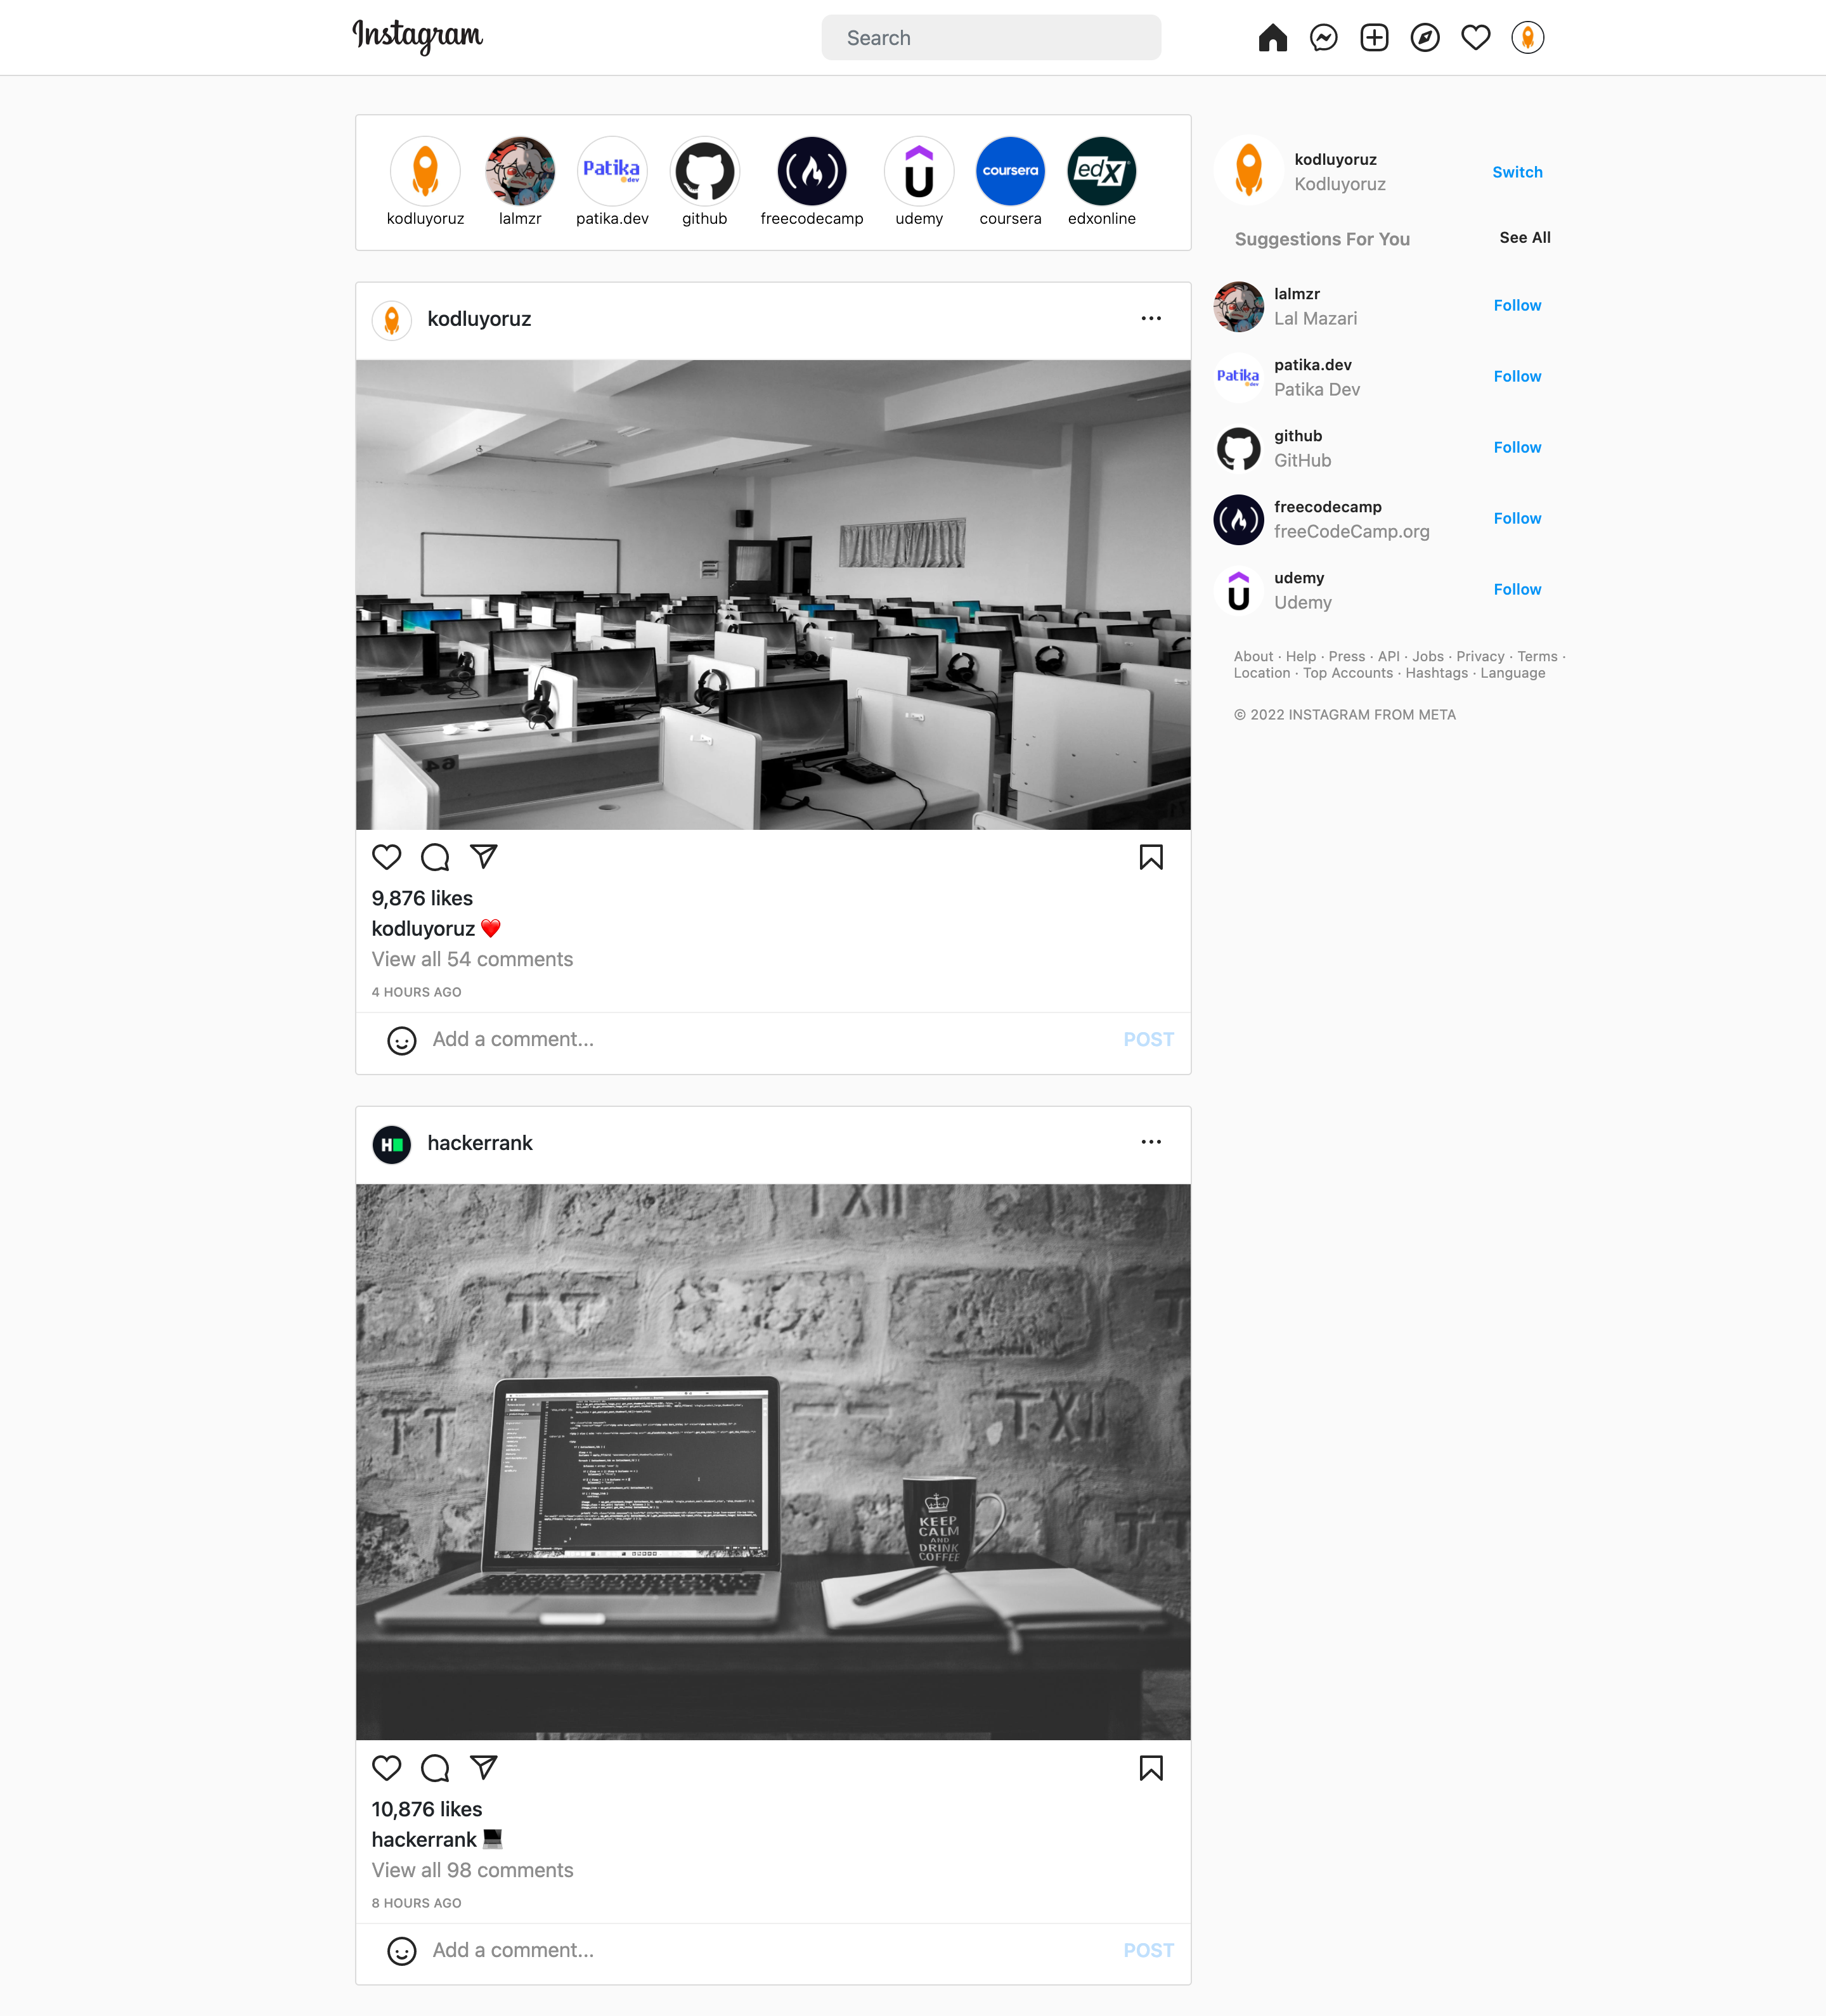 Instagram
Search
Patika
dev
coursera
edX
kodluyoruz
lalmzr
patika.dev
github
freecodecamp
udemy
coursera
edxonline
kodluyoruz
Kodluyoruz
Switch
Suggestions For You
See All
lalmzr
Lal Mazari
Follow
Patika
dev
patika.dev
Patika Dev
Follow
github
GitHub
Follow
freecodecamp
freeCodeCamp.org
Follow
udemy
Udemy
Follow
About · Help · Press · API · Jobs · Privacy · Terms ·
Location · Top Accounts · Hashtags · Language
© 2022 INSTAGRAM FROM META
kodluyoruz
9,876 likes
kodluyoruz ❤️
View all 54 comments
4 HOURS AGO
Add a comment...
POST
H
hackerrank
TXII
TXII
KEEP
CALM
AND
DRINK
COFFEE
10,876 likes
hackerrank 💻
View all 98 comments
8 HOURS AGO
Add a comment...
POST